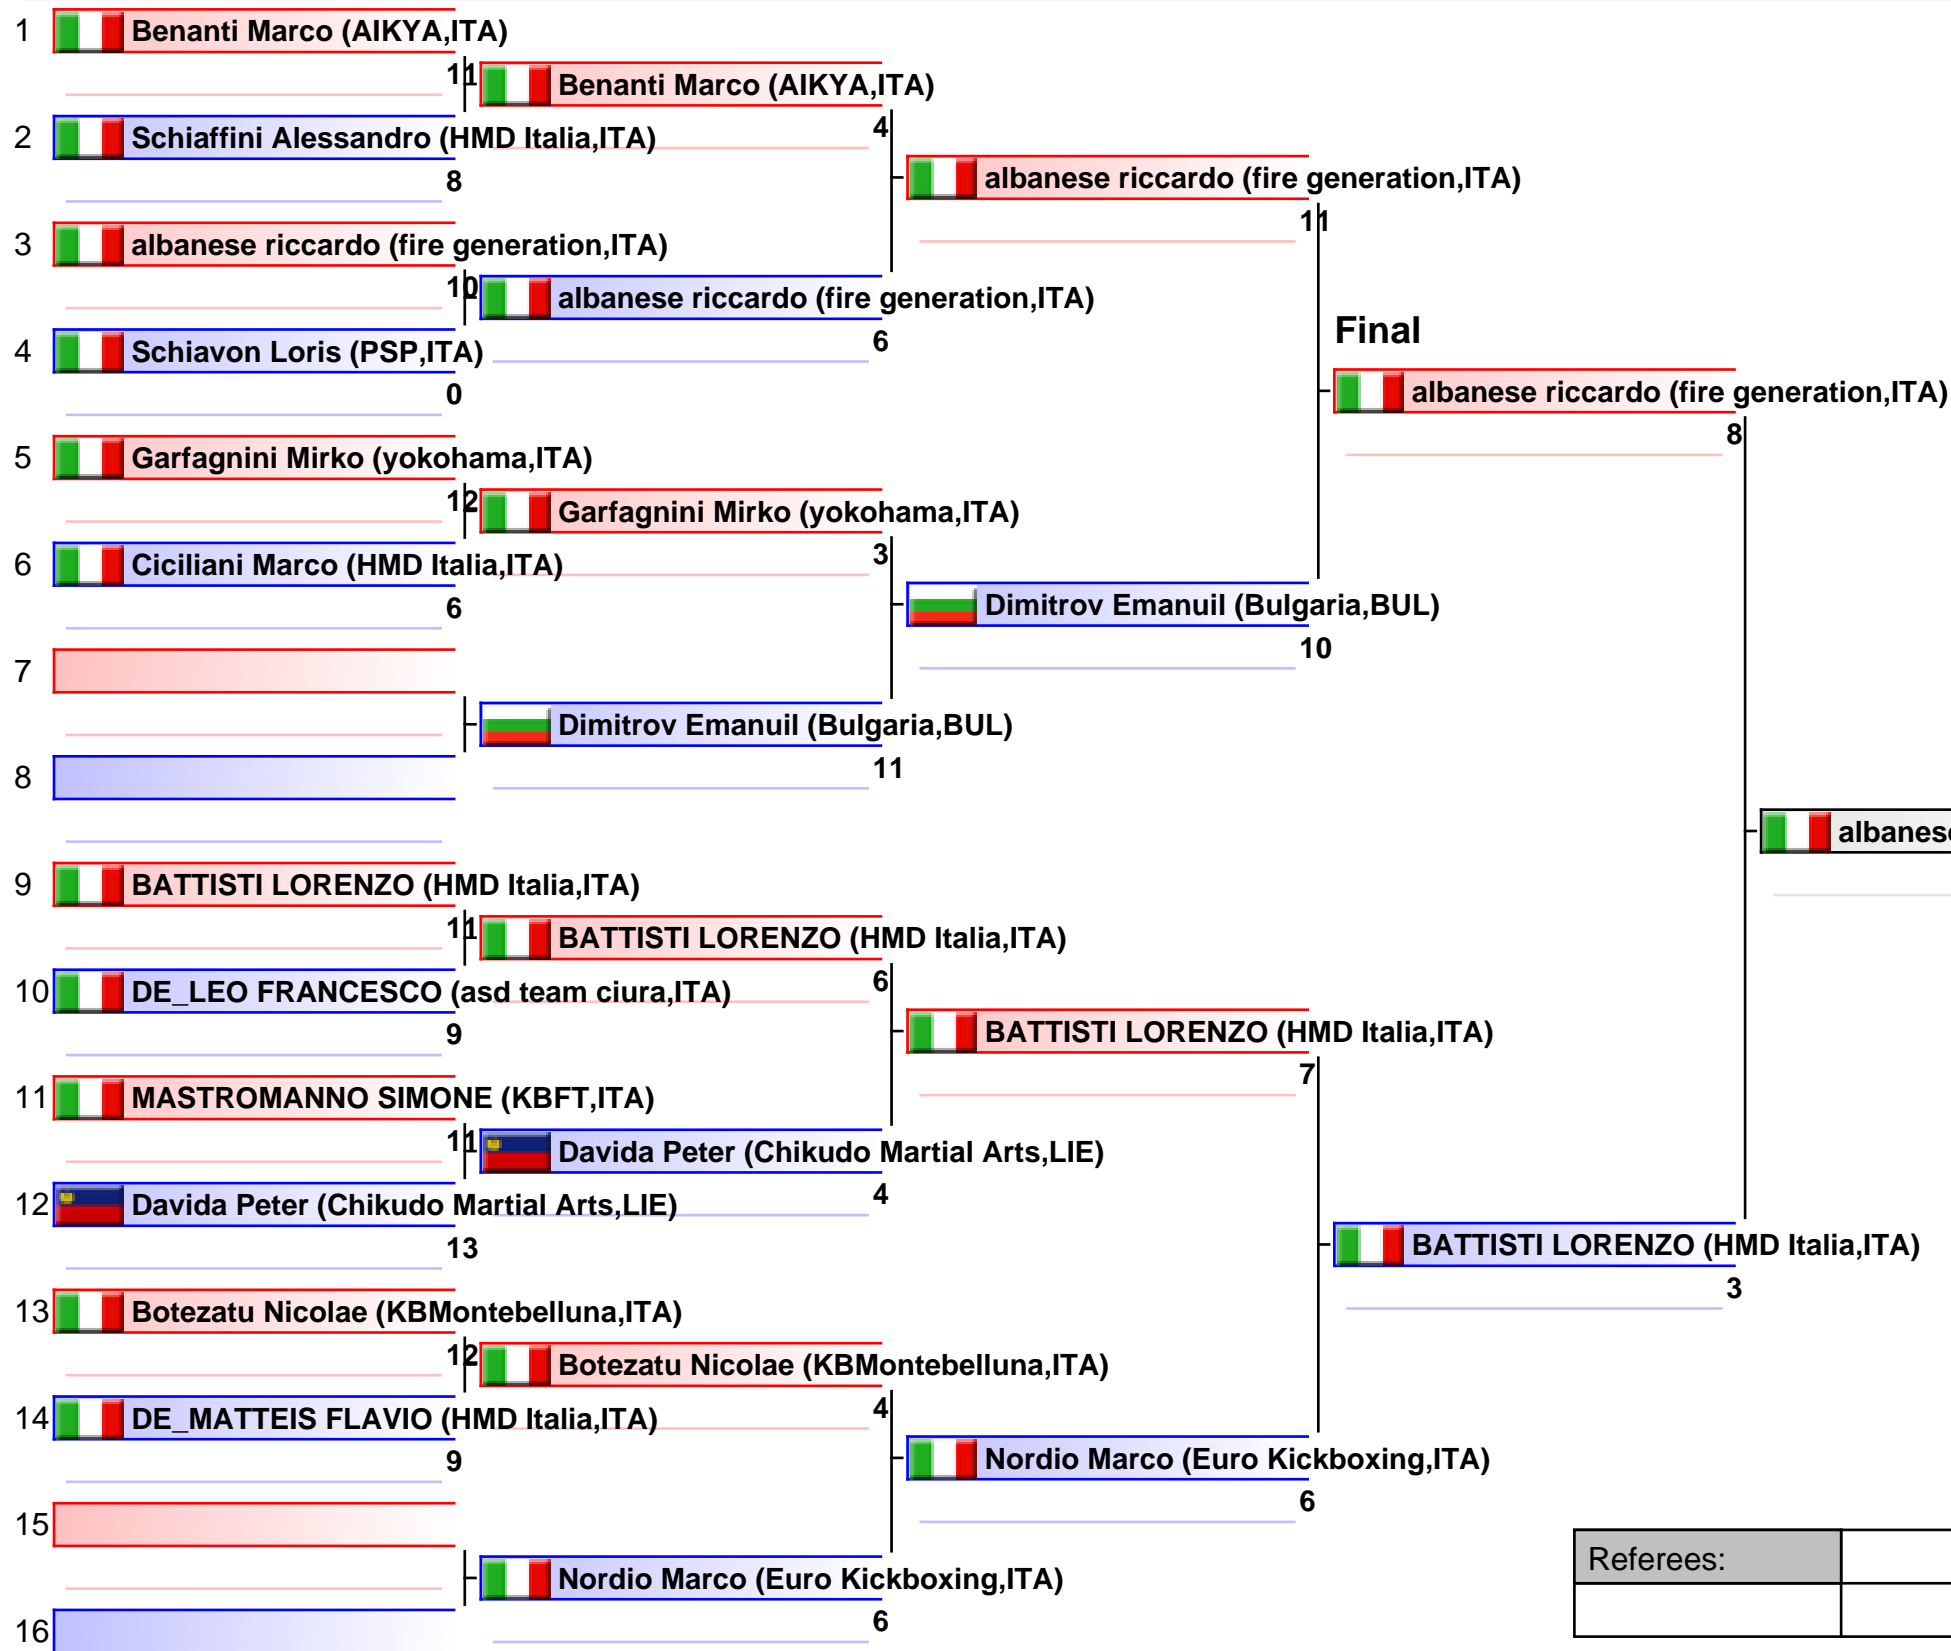 1 Benanti Marco (AIKYA,ITA)
11 Benanti Marco (AIKYA,ITA)
2 Schiaffini Alessandro (HMD Italia,ITA)
4
8
albanese riccardo (fire generation,ITA)
11
3 albanese riccardo (fire generation,ITA)
10 albanese riccardo (fire generation,ITA)
6
4 Schiavon Loris (PSP,ITA)
0
Final
albanese riccardo (fire generation,ITA)
8
5 Garfagnini Mirko (yokohama,ITA)
12 Garfagnini Mirko (yokohama,ITA)
3
6 Ciciliani Marco (HMD Italia,ITA)
6
Dimitrov Emanuil (Bulgaria,BUL)
10
7
Dimitrov Emanuil (Bulgaria,BUL)
11
8
albanese
9 BATTISTI LORENZO (HMD Italia,ITA)
11 BATTISTI LORENZO (HMD Italia,ITA)
6
10 DE_LEO FRANCESCO (asd team ciura,ITA)
9
BATTISTI LORENZO (HMD Italia,ITA)
7
11 MASTROMANNO SIMONE (KBFT,ITA)
11 Davida Peter (Chikudo Martial Arts,LIE)
4
12 Davida Peter (Chikudo Martial Arts,LIE)
13
BATTISTI LORENZO (HMD Italia,ITA)
3
13 Botezatu Nicolae (KBMontebelluna,ITA)
12 Botezatu Nicolae (KBMontebelluna,ITA)
4
14 DE_MATTEIS FLAVIO (HMD Italia,ITA)
9
Nordio Marco (Euro Kickboxing,ITA)
6
15
Nordio Marco (Euro Kickboxing,ITA)
6
16
Referees: